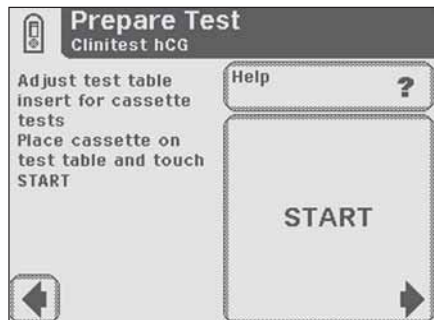 Prepare Test
Clinitest hCG
Adjust test table
insert for cassette
tests
Place cassette on
test table and touch
START
Help ?
START